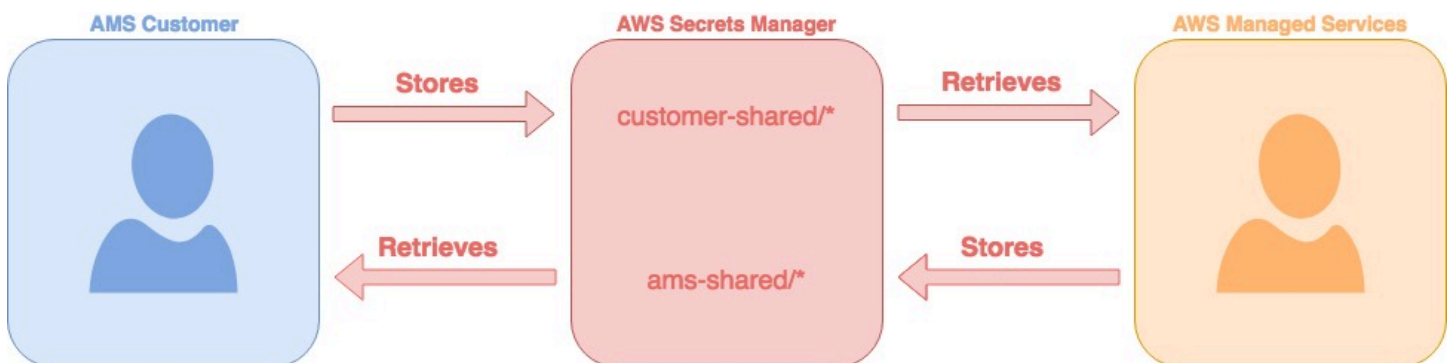 AMS Customer
AWS Secrets Manager
AWS Managed Services
Stores
customer-shared/*
Retrieves
Retrieves
ams-shared/*
Stores